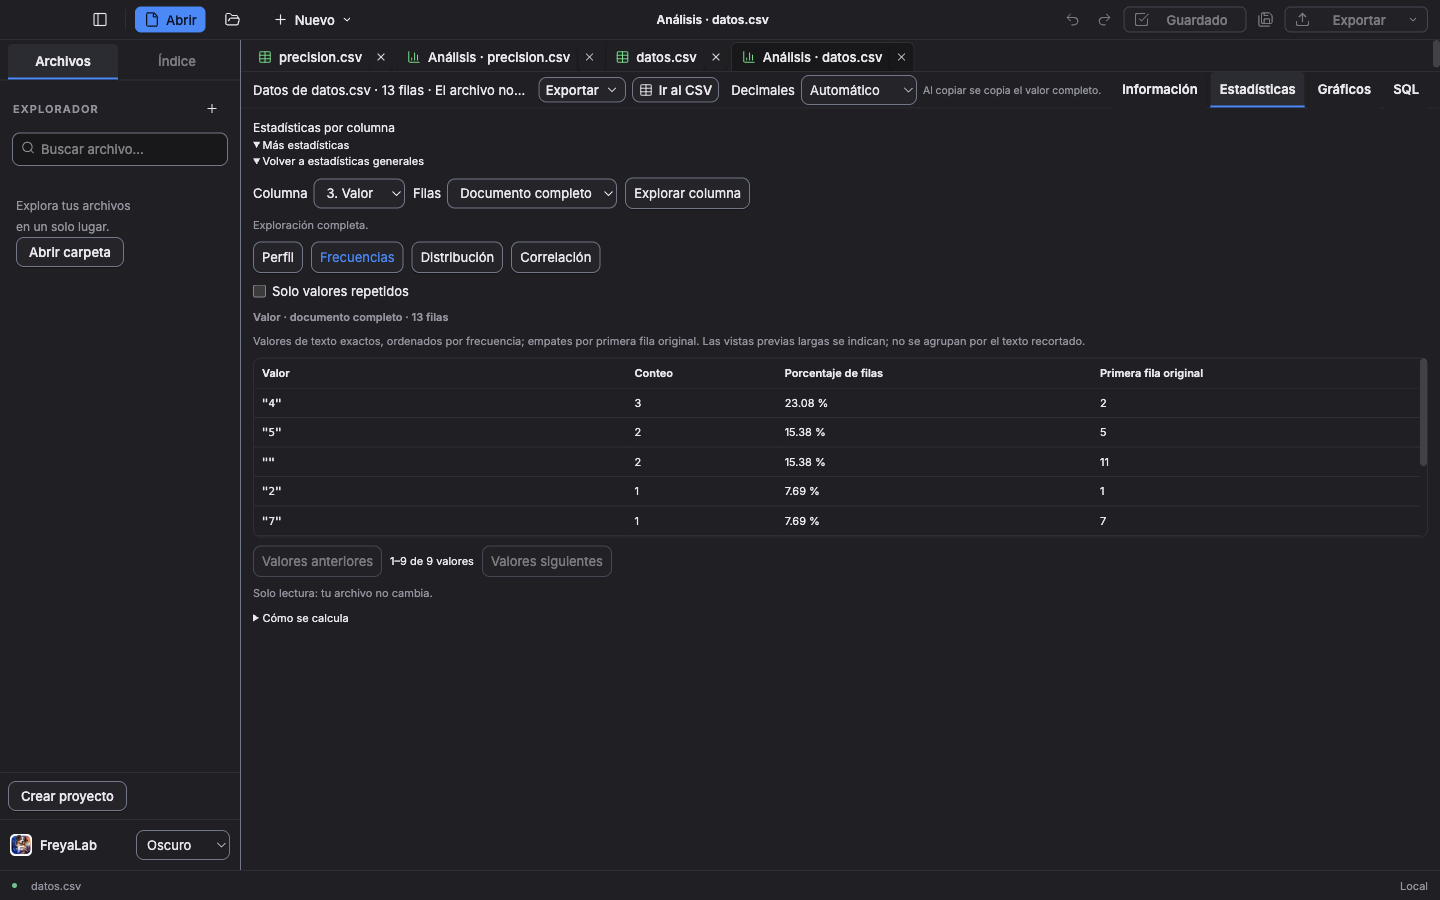 Abrir
Nuevo
Análisis · datos.csv
Guardado
Exportar
Archivos
Índice
precision.csv
Análisis · precision.csv
datos.csv
Análisis · datos.csv
EXPLORADOR
Buscar archivo...
Explora tus archivos
en un solo lugar.
Abrir carpeta
Datos de datos.csv · 13 filas · El archivo no...
Exportar
Ir al CSV
Decimales
Automático
Al copiar se copia el valor completo.
Información
Estadísticas
Gráficos
SQL
Estadísticas por columna
Más estadísticas
Volver a estadísticas generales
Columna
3. Valor
Filas
Documento completo
Explorar columna
Exploración completa.
Perfil
Frecuencias
Distribución
Correlación
Solo valores repetidos
Valor · documento completo · 13 filas
Valores de texto exactos, ordenados por frecuencia; empates por primera fila original. Las vistas previas largas se indican; no se agrupan por el texto recortado.
Valor Conteo Porcentaje de filas Primera fila original
"4" 3 23.08 % 2
"5" 2 15.38 % 5
"" 2 15.38 % 11
"2" 1 7.69 % 1
"7" 1 7.69 % 7
Valores anteriores
1–9 de 9 valores
Valores siguientes
Solo lectura: tu archivo no cambia.
Cómo se calcula
Crear proyecto
FreyaLab
Oscuro
datos.csv
Local